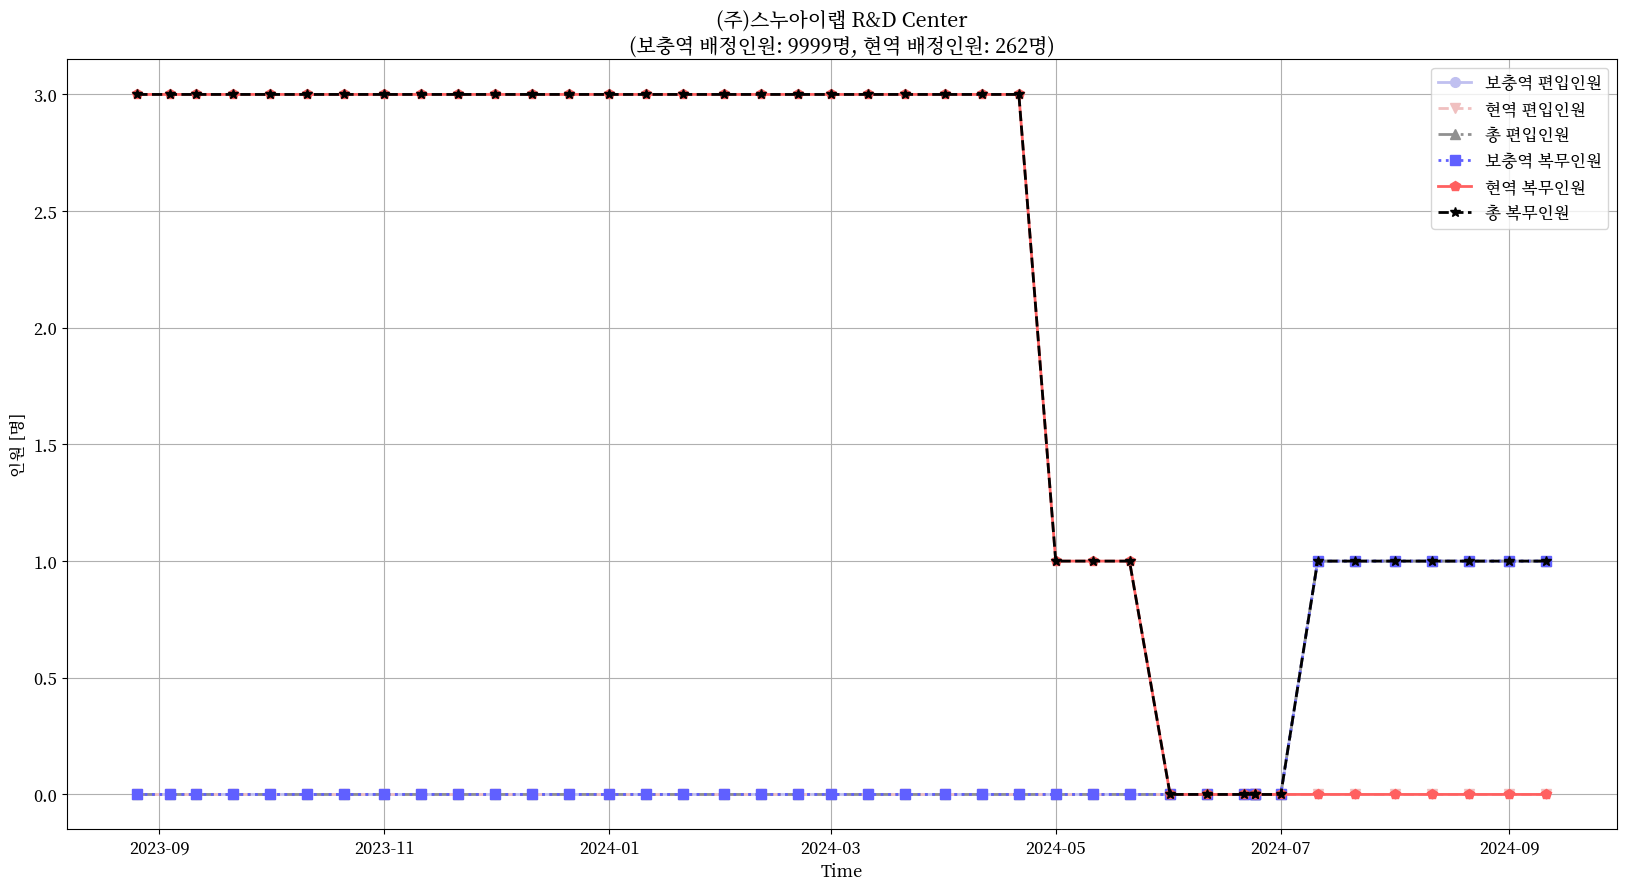 (주)스누아이랩 R&D Center
(보충역 배정인원: 9999명, 현역 배정인원: 262명)
보충역 편입인원
현역 편입인원
총 편입인원
보충역 복무인원
현역 복무인원
총 복무인원
인원 [명]
3.0
2.5
2.0
1.5
1.0
0.5
0.0
2023-09
2023-11
2024-01
2024-03
2024-05
2024-07
2024-09
Time